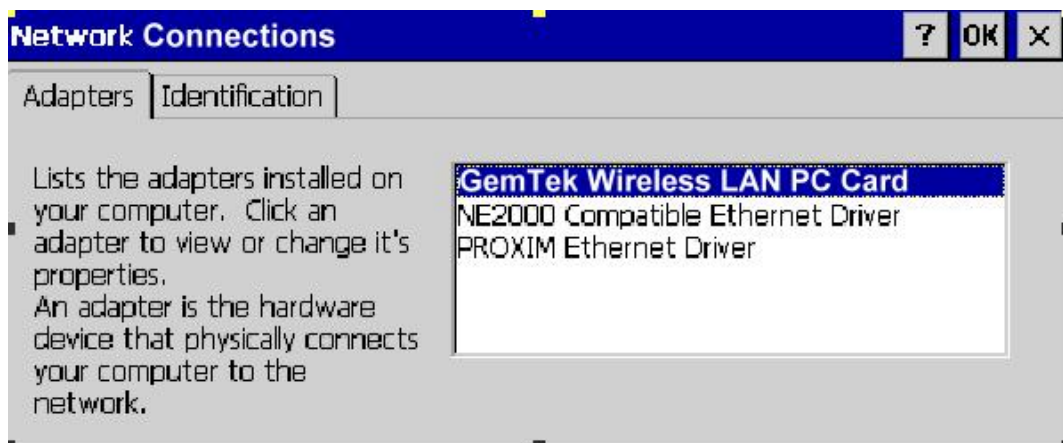 Network Connections ? OK ×
Adapters Identification
Lists the adapters installed on
your computer. Click an
adapter to view or change it's
properties.
An adapter is the hardware
device that physically connects
your computer to the
network.
GemTek Wireless LAN PC Card
NE2000 Compatible Ethernet Driver
PROXIM Ethernet Driver